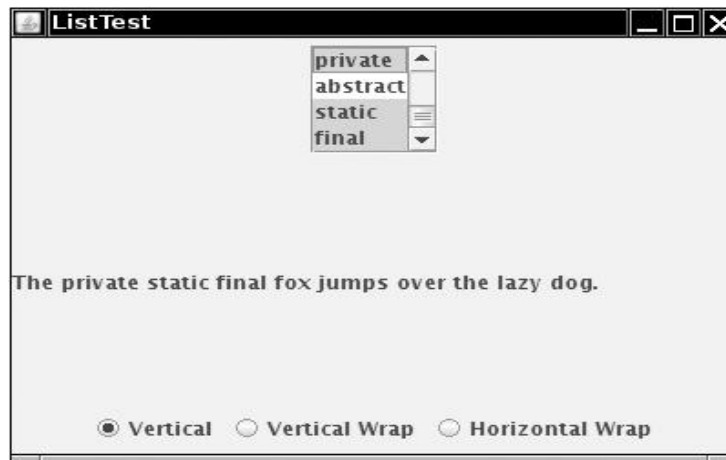 ListTest
private
abstract
static
final
The private static final fox jumps over the lazy dog.
Vertical Vertical Wrap Horizontal Wrap